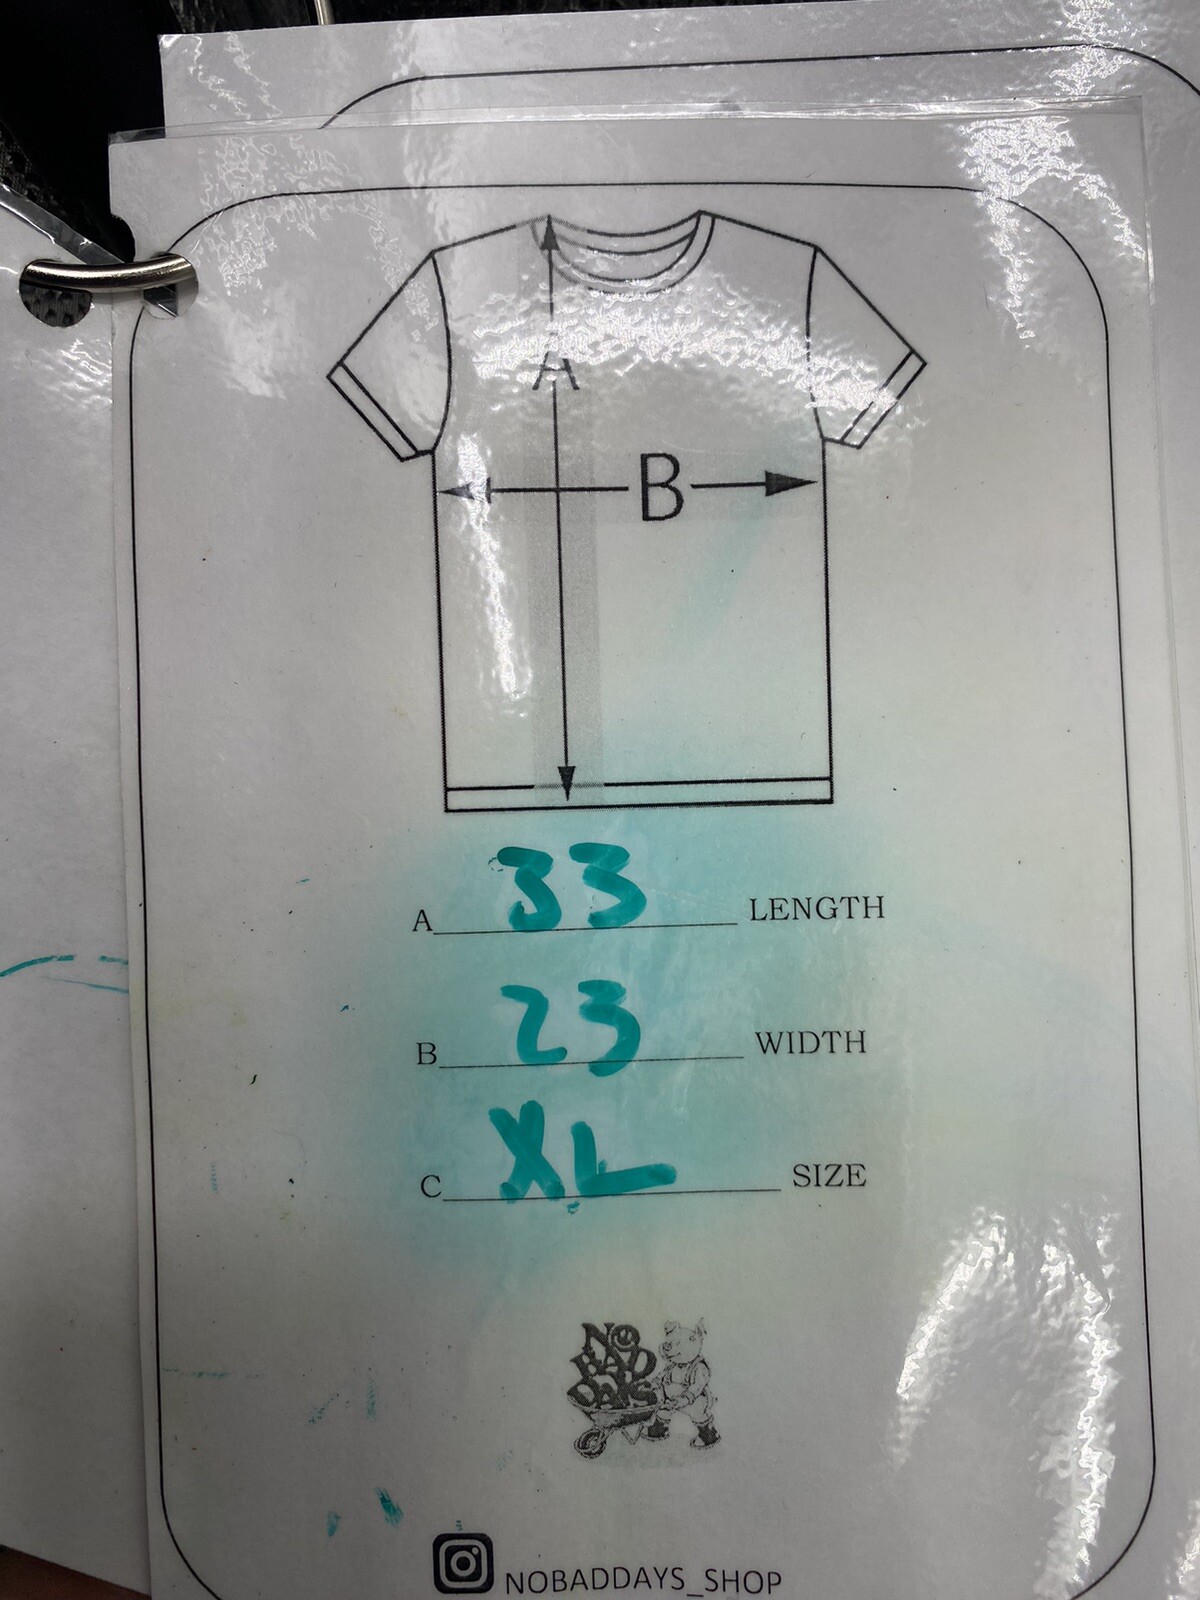 A
B
A 33 LENGTH
B 23 WIDTH
C XL SIZE
NO
BAD
DAYS
NOBADDAYS_SHOP